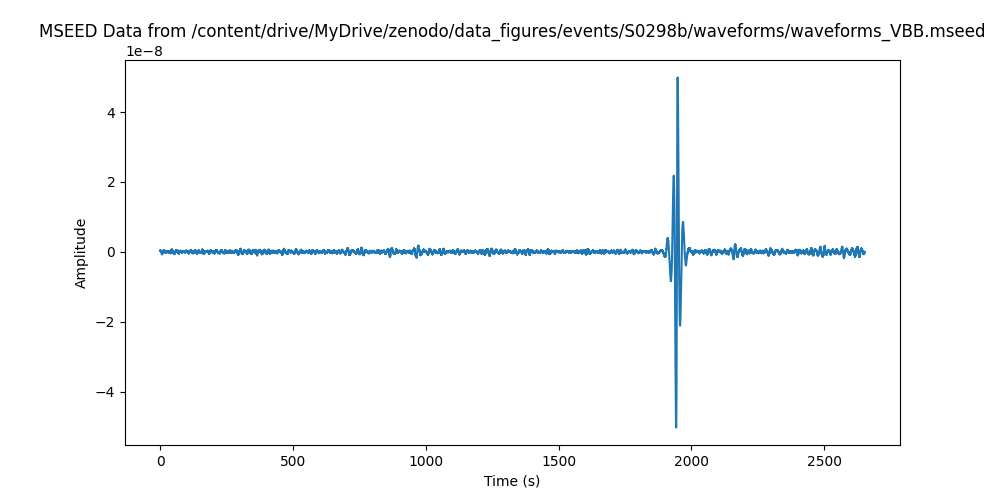 MSEED Data from /content/drive/MyDrive/zenodo/data_figures/events/S0298b/waveforms/waveforms_VBB.mseed
1e−8
4
2
0
−2
−4
Amplitude
0 500 1000 1500 2000 2500
Time (s)